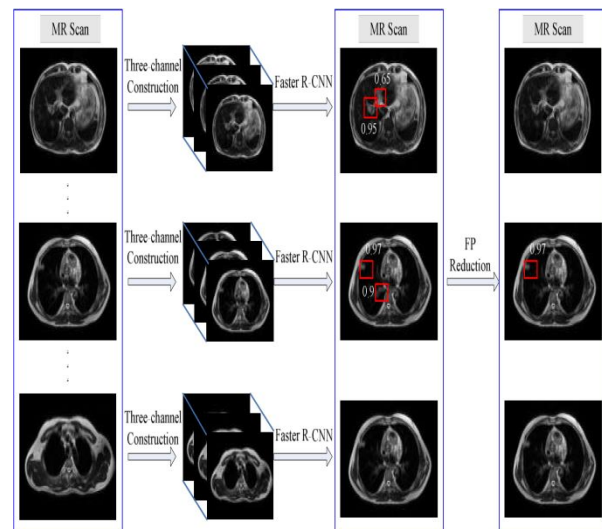 MR Scan
MR Scan
MR Scan
Three-channel
Construction
Faster R-CNN
0.65
0.95
Three-channel
Construction
Faster R-CNN
0.97
0.9
FP
Reduction
0.97
Three-channel
Construction
Faster R-CNN